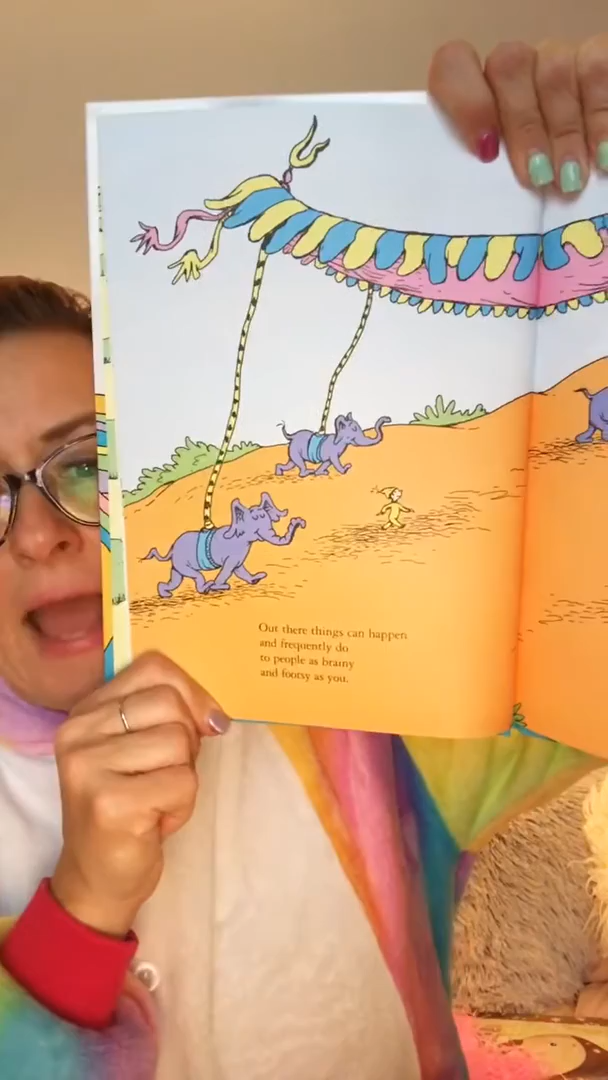 Out there things can happen
and frequently do
to people as brainy
and footsy as you.